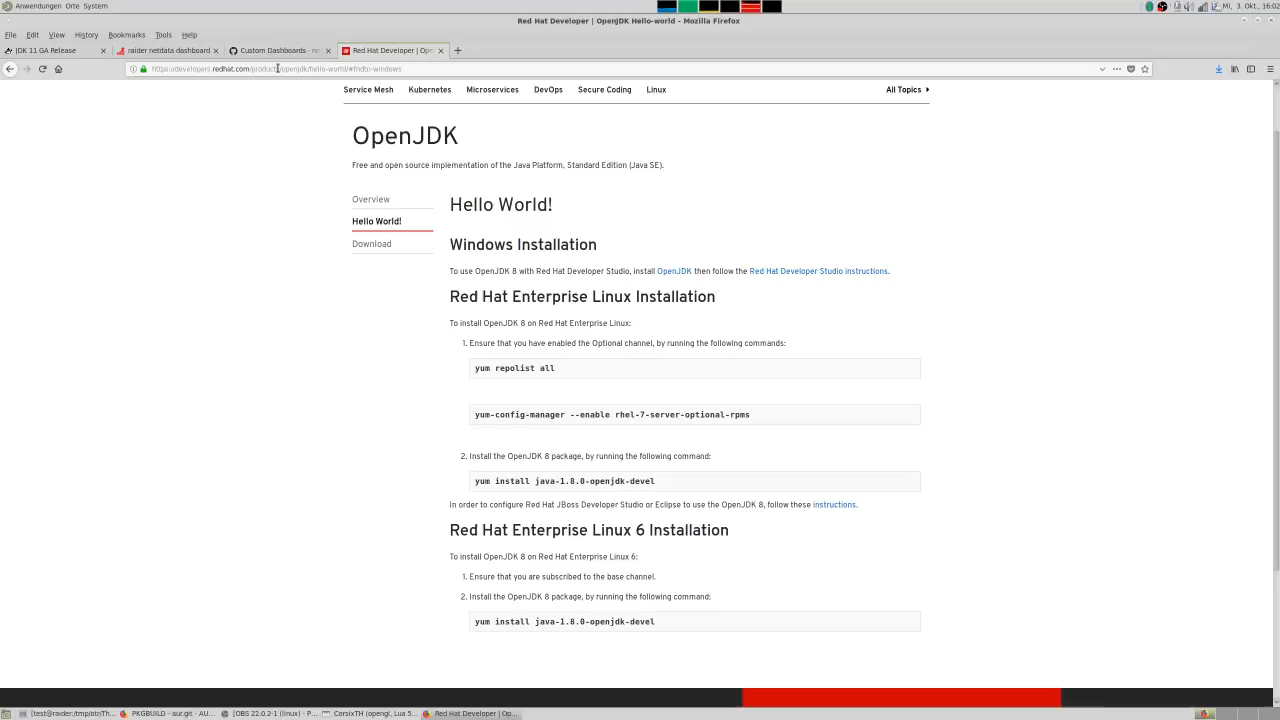 Anwendungen Orte System
Mi, 3. Okt., 16:02
Red Hat Developer | OpenJDK Hello-world - Mozilla Firefox
File Edit View History Bookmarks Tools Help
JDK 11 GA Release
raider netdata dashboard
Custom Dashboards - ne
Red Hat Developer | Ope
https://developers.redhat.com/products/openjdk/hello-world/#fndtn-windows
Service Mesh Kubernetes Microservices DevOps Secure Coding Linux All Topics
OpenJDK
Free and open source implementation of the Java Platform, Standard Edition (Java SE).
Overview
Hello World!
Download
Hello World!
Windows Installation
To use OpenJDK 8 with Red Hat Developer Studio, install OpenJDK then follow the Red Hat Developer Studio instructions.
Red Hat Enterprise Linux Installation
To install OpenJDK 8 on Red Hat Enterprise Linux:
1. Ensure that you have enabled the Optional channel, by running the following commands:
yum repolist all
yum-config-manager --enable rhel-7-server-optional-rpms
2. Install the OpenJDK 8 package, by running the following command:
yum install java-1.8.0-openjdk-devel
In order to configure Red Hat JBoss Developer Studio or Eclipse to use the OpenJDK 8, follow these instructions.
Red Hat Enterprise Linux 6 Installation
To install OpenJDK 8 on Red Hat Enterprise Linux 6:
1. Ensure that you are subscribed to the base channel.
2. Install the OpenJDK 8 package, by running the following command:
yum install java-1.8.0-openjdk-devel
[test@raider:/tmp/otr/Th...
PKGBUILD - aur.git - AU...
[OBS 22.0.2-1 (linux) - P...
CorsixTH (opengl, Lua 5...
Red Hat Developer | Op...